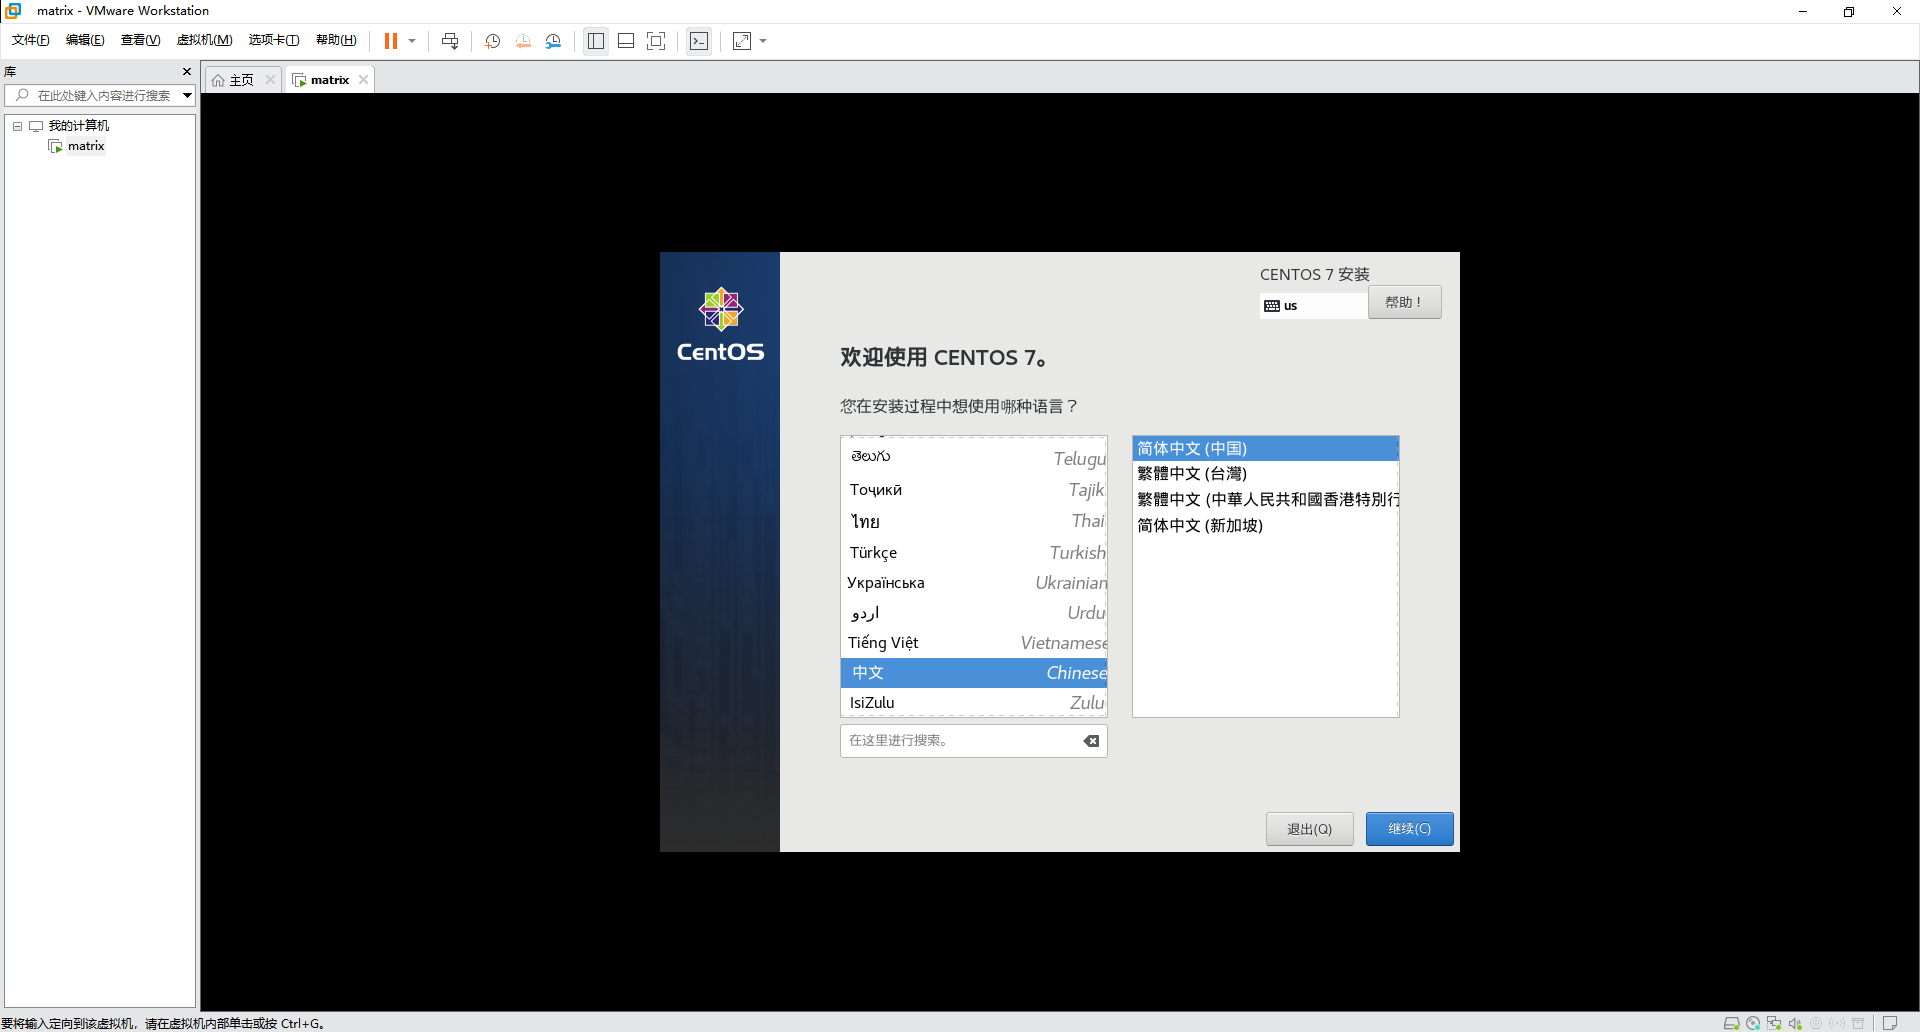 matrix - VMware Workstation
文件(F) 编辑(E) 查看(V) 虚拟机(M) 选项卡(T) 帮助(H)
库
在此处键入内容进行搜索
我的计算机
matrix
主页
matrix
CentOS
CENTOS 7 安装
us
帮助！
欢迎使用 CENTOS 7。
您在安装过程中想使用哪种语言？
తెలుగు Telugu
Тоҷикӣ Tajik
ไทย Thai
Türkçe Turkish
Українська Ukrainian
اردو Urdu
Tiếng Việt Vietnamese
中文 Chinese
IsiZulu Zulu
在这里进行搜索。
简体中文 (中国)
繁體中文 (台灣)
繁體中文 (中華人民共和國香港特別行
简体中文 (新加坡)
退出(Q)
继续(C)
要将输入定向到该虚拟机，请在虚拟机内部单击或按 Ctrl+G。